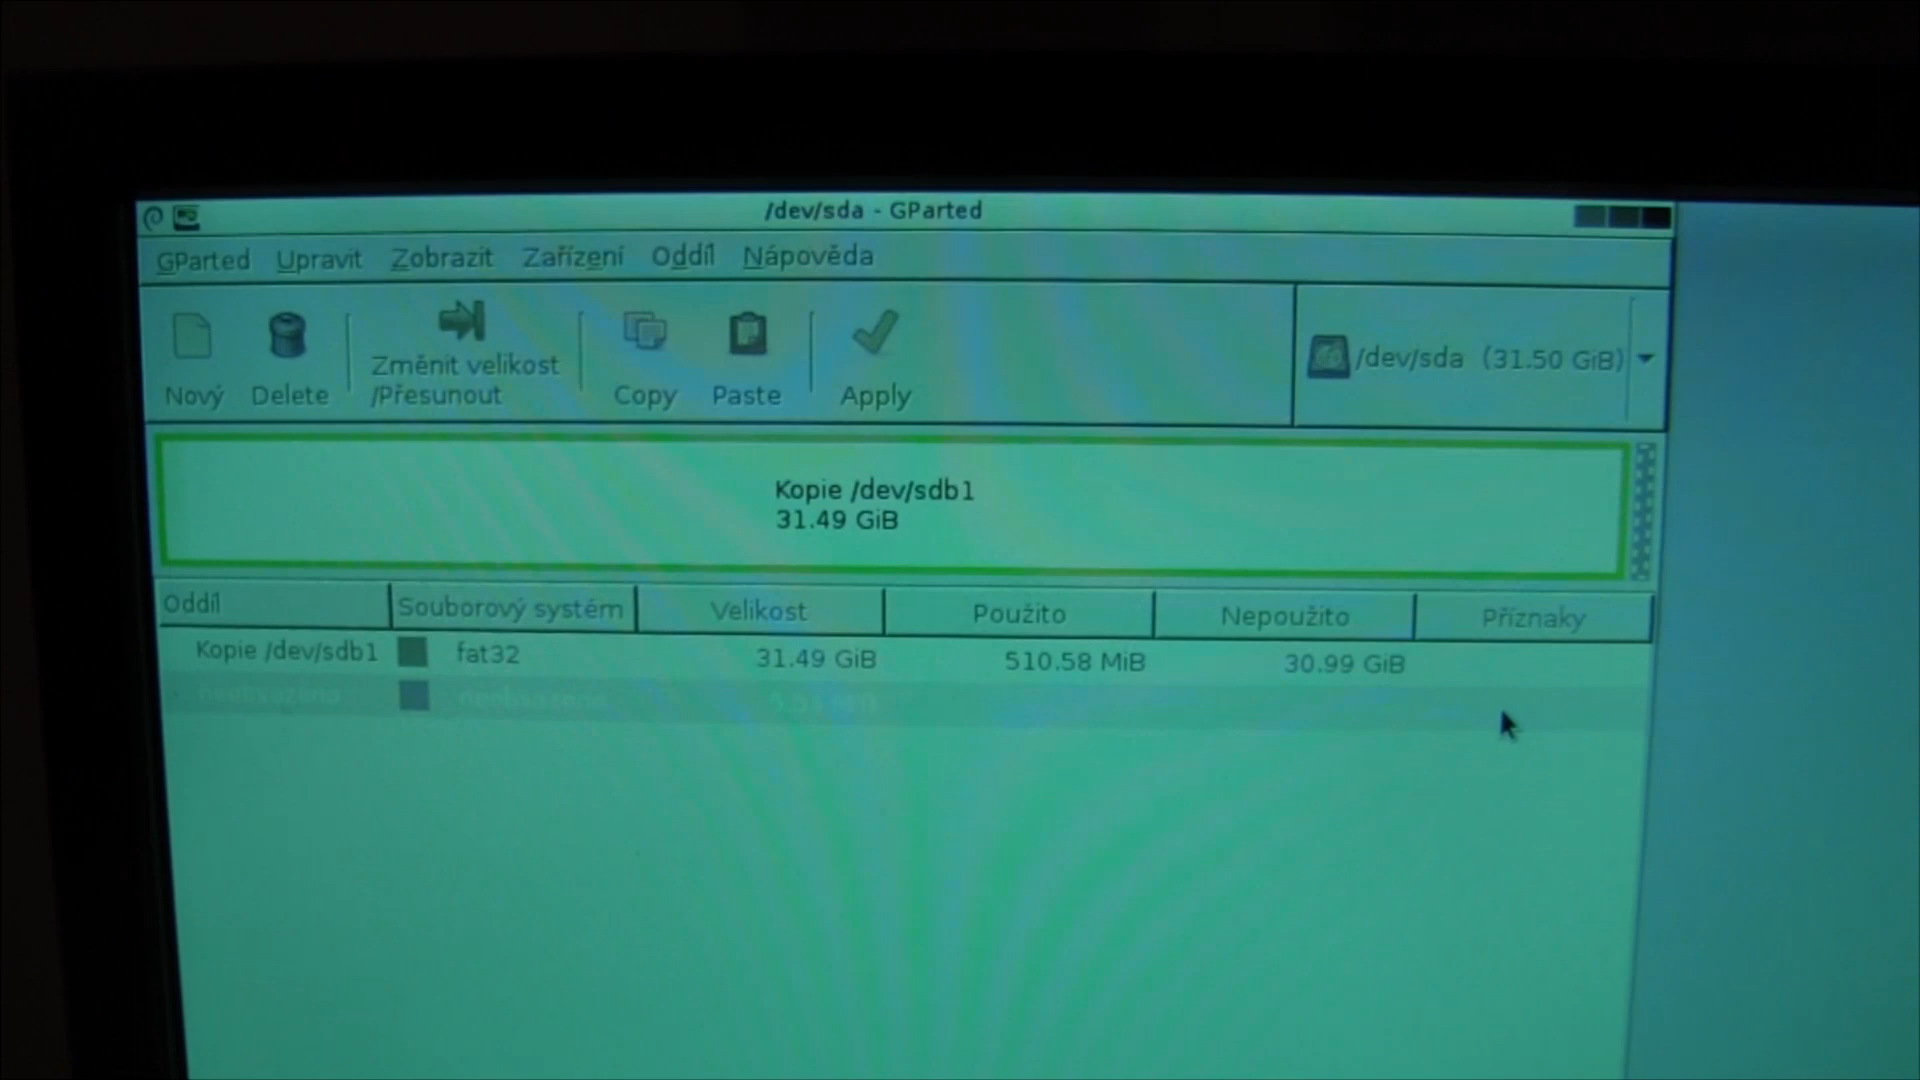 /dev/sda - GParted
GParted Upravit Zobrazit Zařízení Oddíl Nápověda
Nový Delete Změnit velikost /Přesunout Copy Paste Apply
/dev/sda (31.50 GiB)
Kopie /dev/sdb1
31.49 GiB
Oddíl Souborový systém Velikost Použito Nepoužito Příznaky
Kopie /dev/sdb1 fat32 31.49 GiB 510.58 MiB 30.99 GiB
neobsazeno neobsazeno